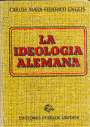 CARLOS MARX-FEDERICO ENGELS
LA
IDEOLOGIA
ALEMANA
EDICIONES PUEBLOS UNIDOS